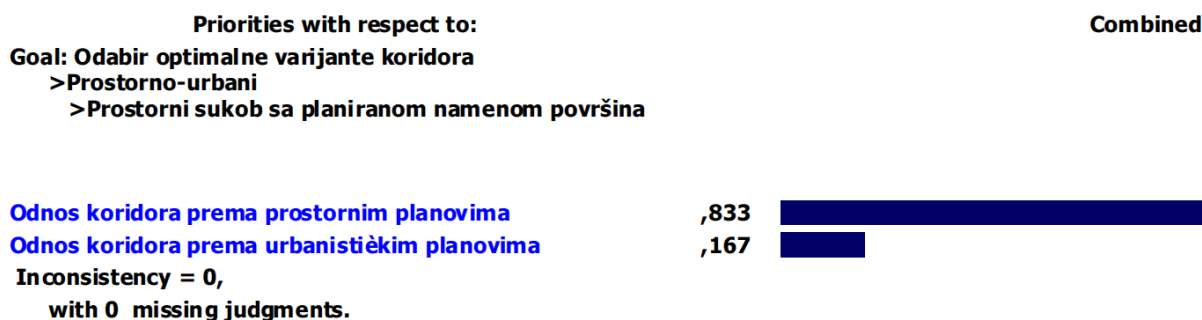 Priorities with respect to: Combined
Goal: Odabir optimalne varijante koridora
>Prostorno-urbani
>Prostorni sukob sa planiranom namenom površina
Odnos koridora prema prostornim planovima ,833
Odnos koridora prema urbanistièkim planovima ,167
Inconsistency = 0,
with 0 missing judgments.